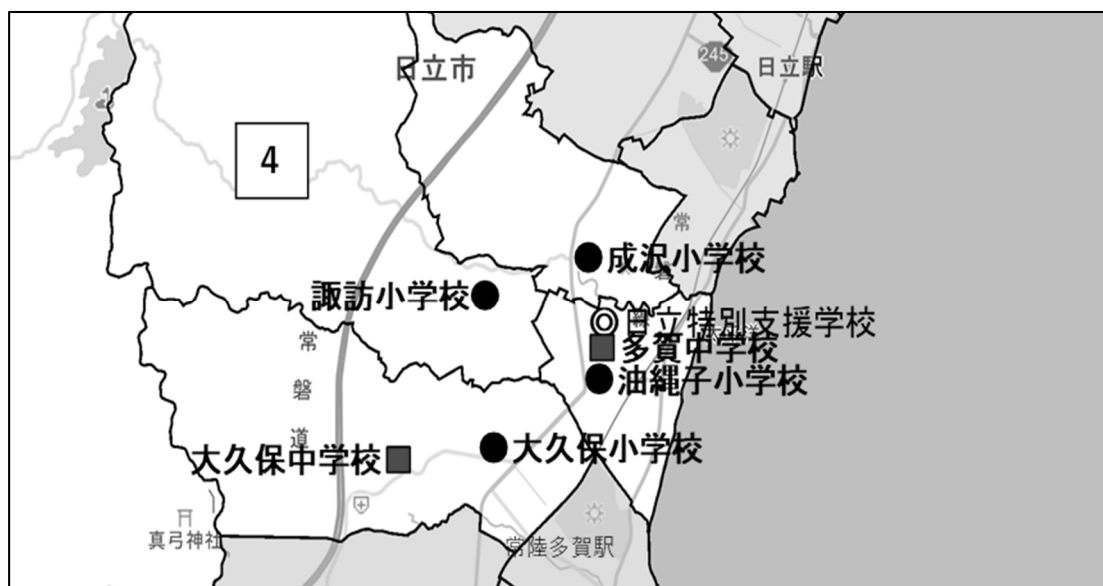 245
日立市
日立駅
4
常
成沢小学校
諏訪小学校
日立特別支援学校
常
多賀中学校
磐
油縄子小学校
道
大久保小学校
大久保中学校
真弓神社
常陸多賀駅